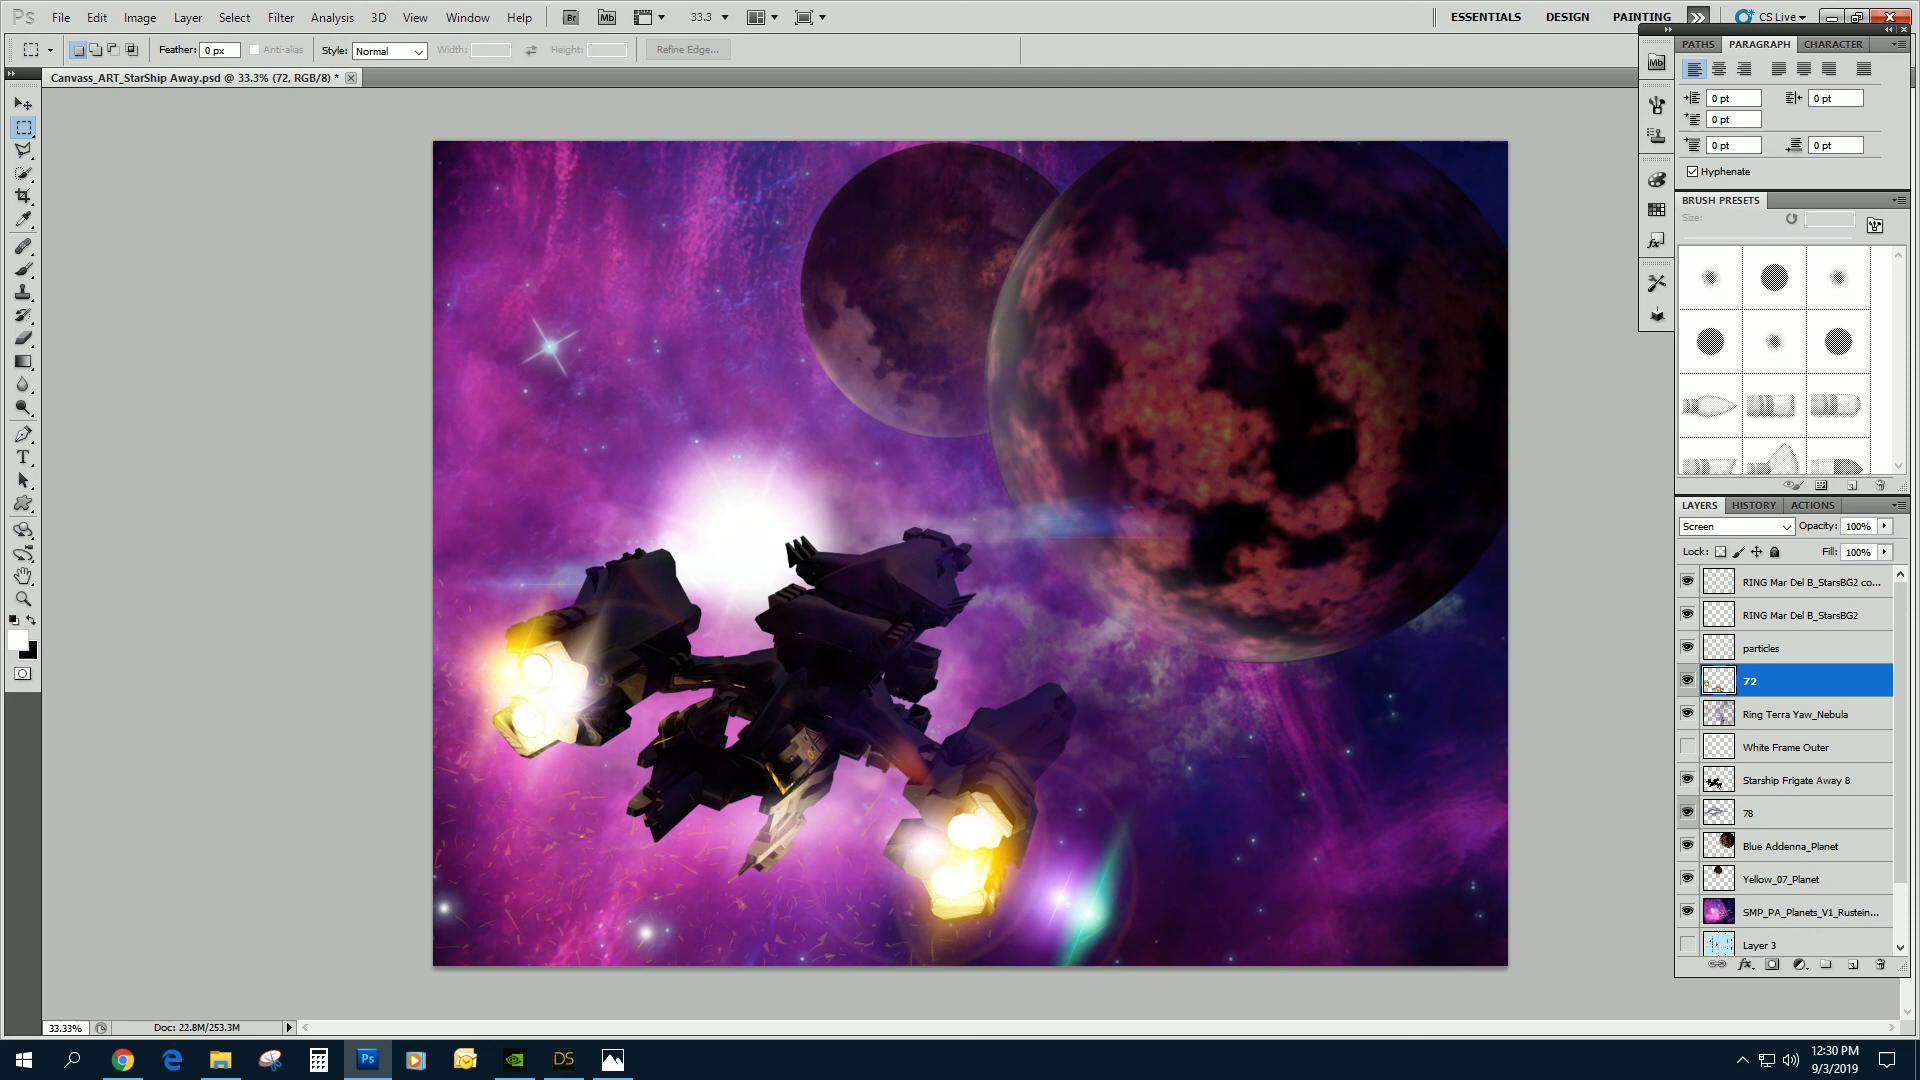 Ps File Edit Image Layer Select Filter Analysis 3D View Window Help Br Mb 33.3 ESSENTIALS DESIGN PAINTING CS Live
Feather: 0 px Anti-alias Style: Normal Width: Height: Refine Edge...
Canvass_ART_StarShip Away.psd @ 33.3% (72, RGB/8) *
Mb
PATHS PARAGRAPH CHARACTER
0 pt 0 pt
0 pt
0 pt 0 pt
Hyphenate
BRUSH PRESETS
Size:
LAYERS HISTORY ACTIONS
Screen Opacity: 100%
Lock: Fill: 100%
RING Mar Del B_StarsBG2 co...
RING Mar Del B_StarsBG2
particles
72
Ring Terra Yaw_Nebula
White Frame Outer
Starship Frigate Away 8
78
Blue Addenna_Planet
Yellow_07_Planet
SMP_PA_Planets_V1_Rustein...
Layer 3
fx
33.33% Doc: 22.8M/253.3M
Ps DS
12:30 PM
9/3/2019